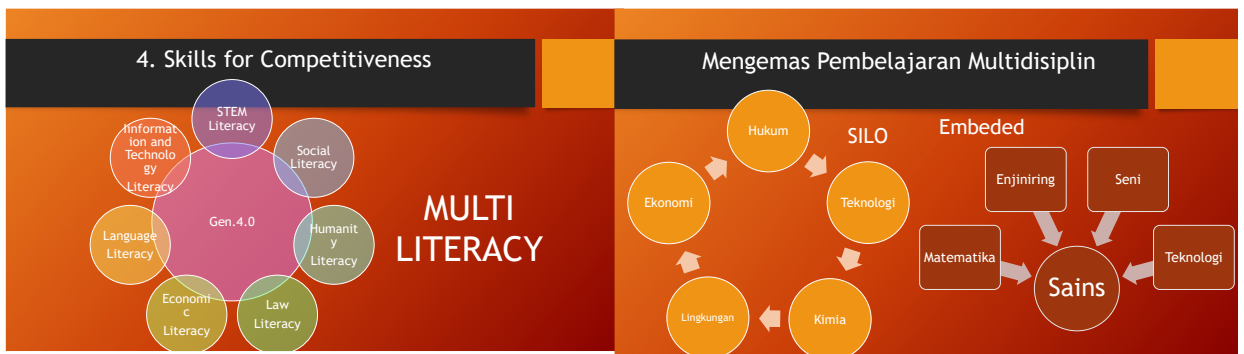 4. Skills for Competitiveness
STEM
Literacy
Social
Literacy
Humanit
y
Literacy
Law
Literacy
Economi
c
Literacy
Language
Literacy
Iinformat
ion and
Technolo
gy
Literacy
Gen.4.0
MULTI
LITERACY
Mengemas Pembelajaran Multidisiplin
Hukum
Teknologi
Kimia
Lingkungan
Ekonomi
SILO
Embeded
Enjiniring
Seni
Matematika
Teknologi
Sains